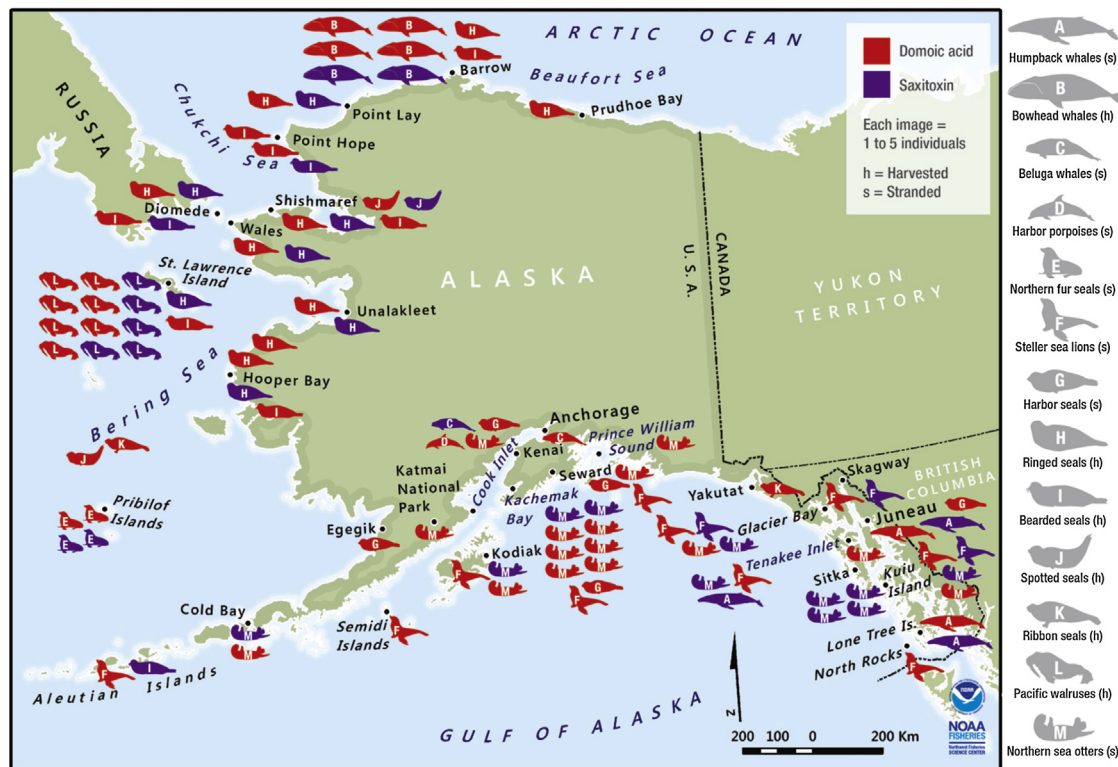 ARCTIC OCEAN
Beaufort Sea
Chukchi Sea
RUSSIA
Barrow
Prudhoe Bay
Point Lay
Point Hope
Shishmaref
Diomede
Wales
St. Lawrence
Island
ALASKA
U.S.A.
CANADA
YUKON
TERRITORY
Unalakleet
Bering Sea
Hooper Bay
Anchorage
Prince William
Sound
Kenai
Cook Inlet
Seward
Katmai
National
Park
Kachemak
Bay
Pribilof
Islands
Egegik
Kodiak
Yakutat
Skagway
BRITISH
COLUMBIA
Glacier Bay
Juneau
Tenakee Inlet
Sitka
Kuiu
Island
Cold Bay
Semidi
Islands
Lone Tree Is.
North Rocks
Aleutian Islands
GULF OF ALASKA
N
200 100 0 200 Km
Domoic acid
Saxitoxin
Each image =
1 to 5 individuals
h = Harvested
s = Stranded
NOAA
NOAA
FISHERIES
Northwest Fisheries
SCIENCE CENTER
A
Humpback whales (s)
B
Bowhead whales (h)
C
Beluga whales (s)
D
Harbor porpoises (s)
E
Northern fur seals (s)
F
Steller sea lions (s)
G
Harbor seals (s)
H
Ringed seals (h)
I
Bearded seals (h)
J
Spotted seals (h)
K
Ribbon seals (h)
L
Pacific walruses (h)
M
Northern sea otters (s)